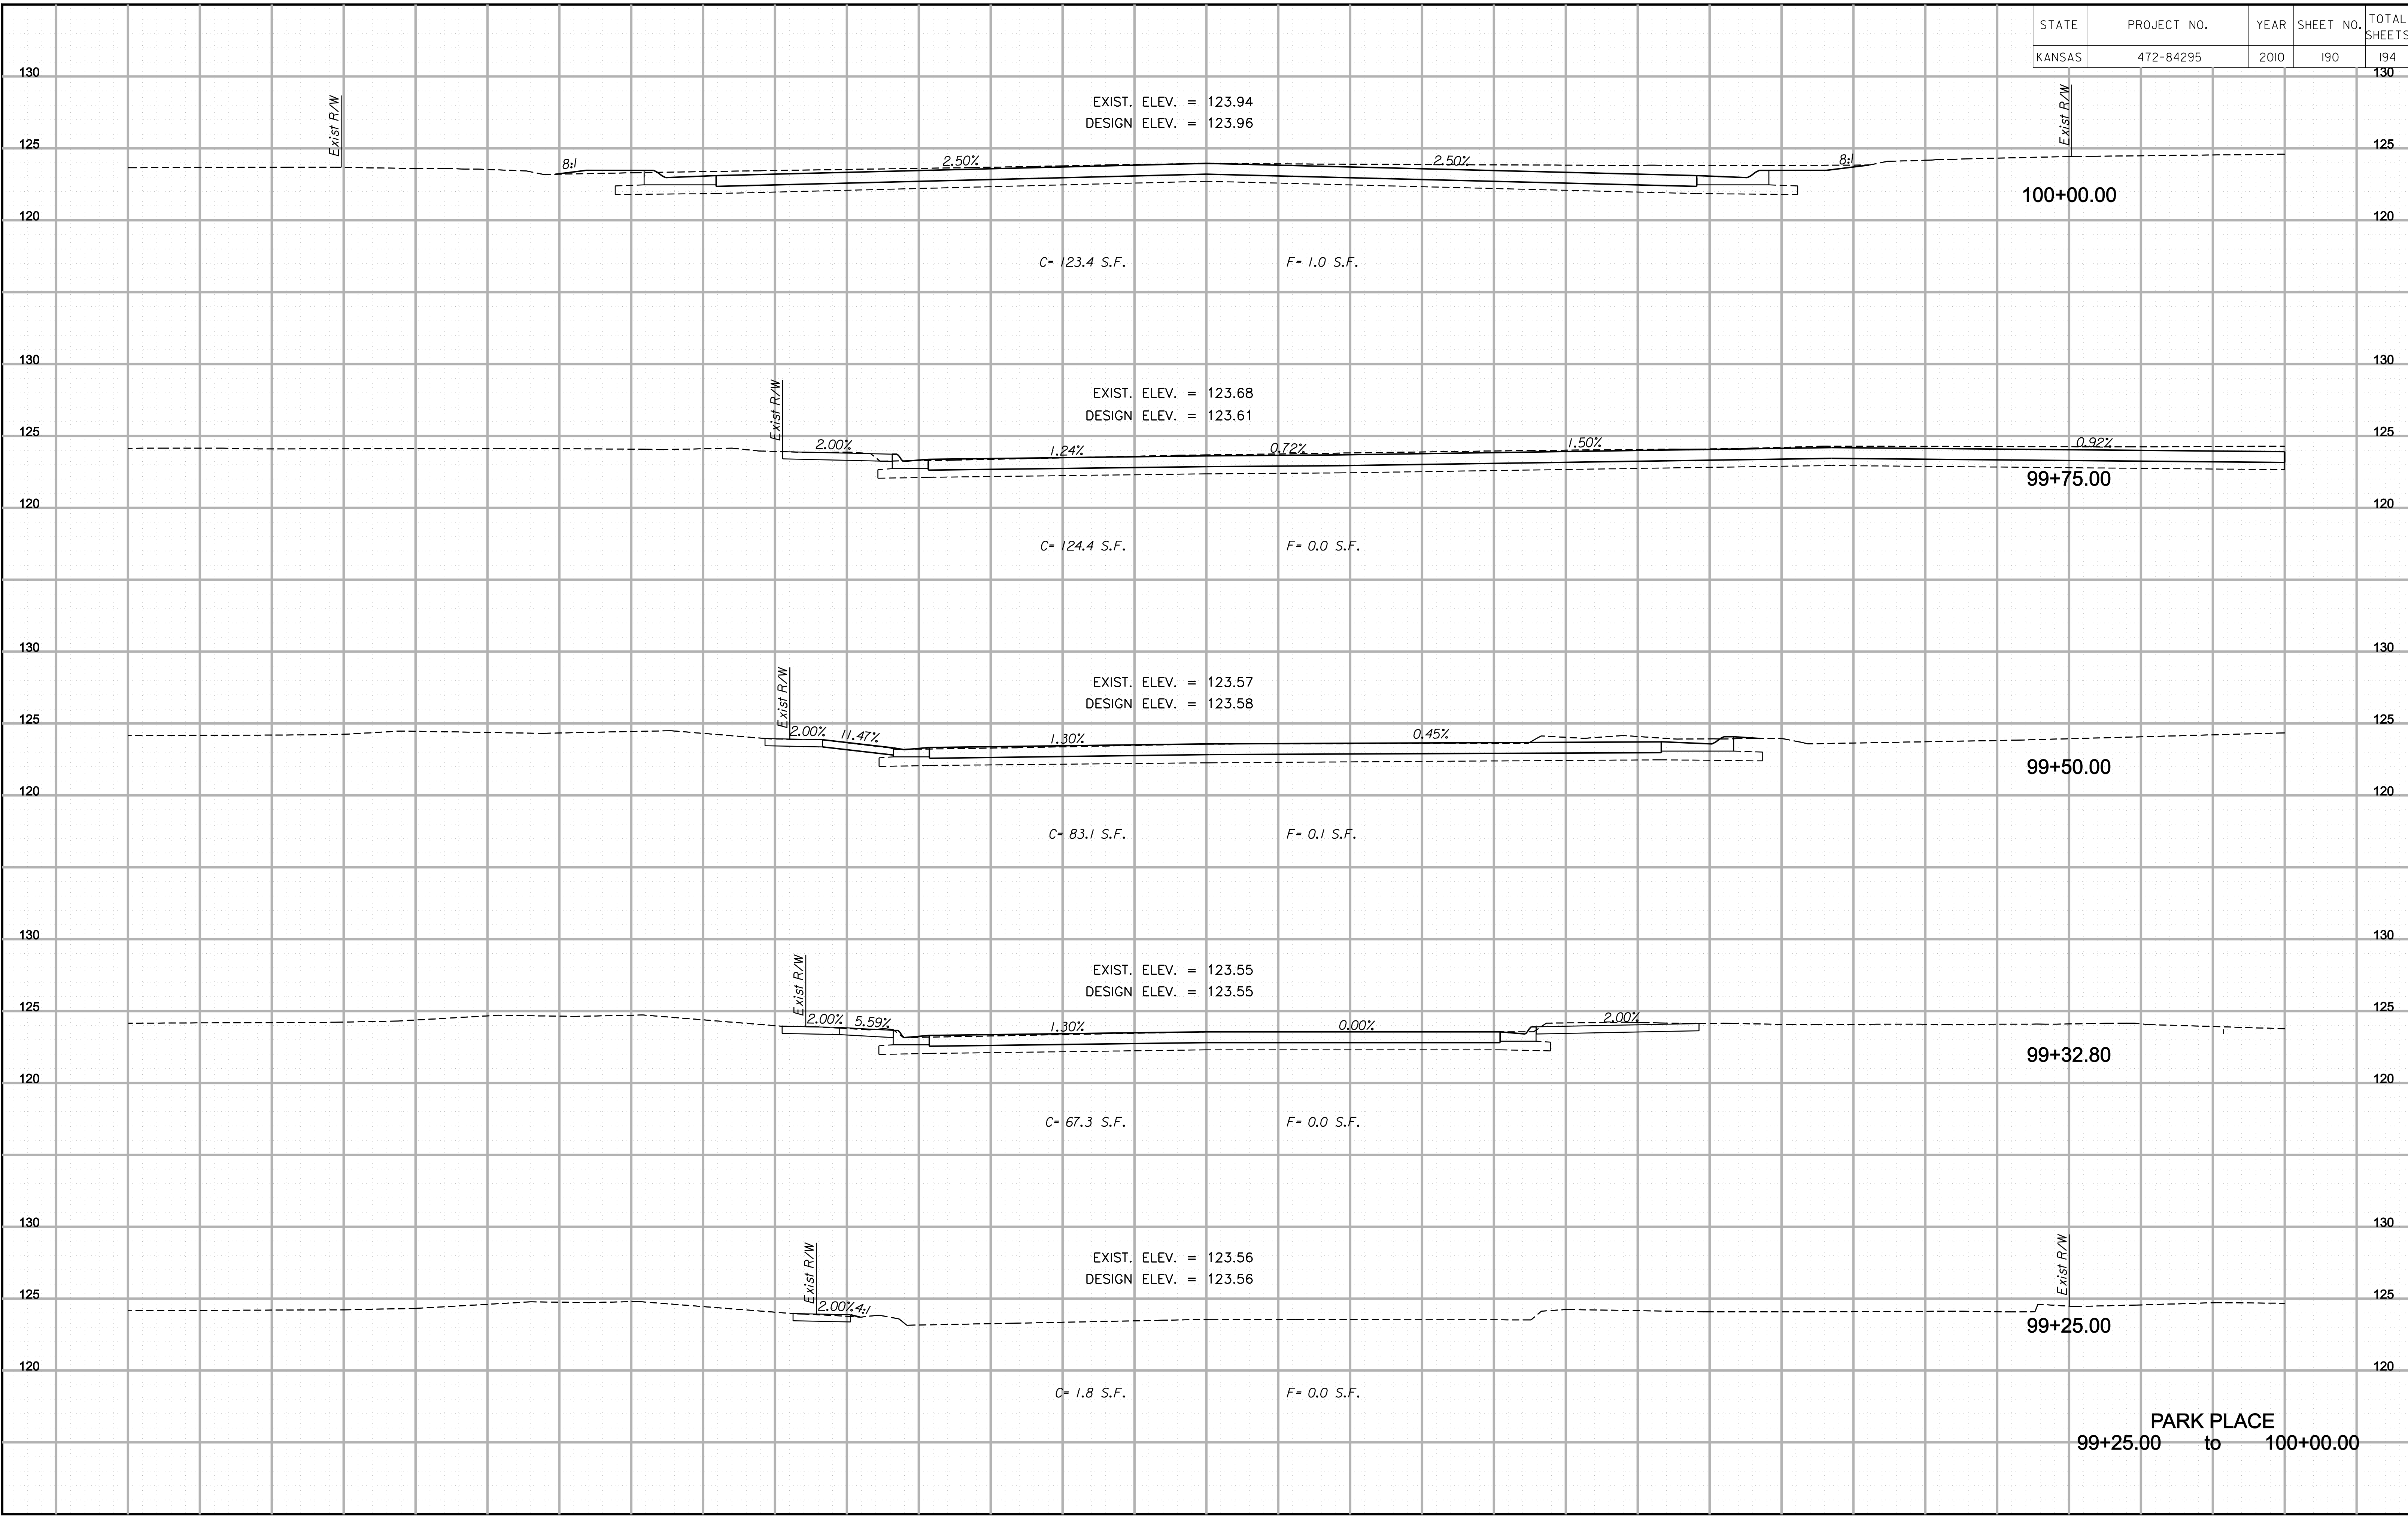 STATE PROJECT NO. YEAR SHEET NO. TOTAL SHEETS
KANSAS 472-84295 2010 190 194
130 130
Exist R/W Exist R/W
EXIST. ELEV. = 123.94
DESIGN ELEV. = 123.96
125 125
8:1 2.50% 2.50% 8:1
100+00.00
120 120
C= 123.4 S.F. F= 1.0 S.F.
130 130
Exist R/W
EXIST. ELEV. = 123.68
DESIGN ELEV. = 123.61
125 125
2.00% 1.24% 0.72% 1.50% 0.92%
99+75.00
120 120
C= 124.4 S.F. F= 0.0 S.F.
130 130
Exist R/W
EXIST. ELEV. = 123.57
DESIGN ELEV. = 123.58
125 125
2.00% 11.47% 1.30% 0.45%
99+50.00
120 120
C= 83.1 S.F. F= 0.1 S.F.
130 130
Exist R/W
EXIST. ELEV. = 123.55
DESIGN ELEV. = 123.55
125 125
2.00% 5.59% 1.30% 0.00% 2.00%
99+32.80
120 120
C= 67.3 S.F. F= 0.0 S.F.
130 130
Exist R/W Exist R/W
EXIST. ELEV. = 123.56
DESIGN ELEV. = 123.56
125 125
2.00% 4:1
99+25.00
120 120
C= 1.8 S.F. F= 0.0 S.F.
PARK PLACE
99+25.00 to 100+00.00